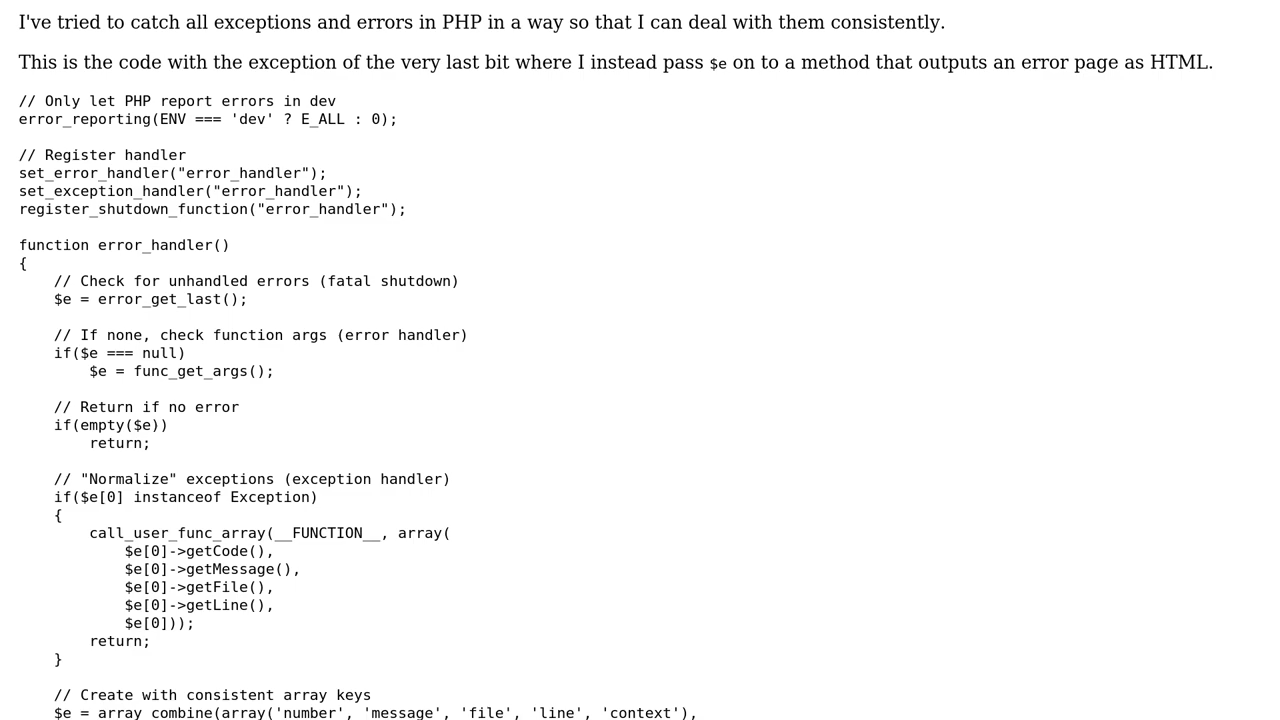 I've tried to catch all exceptions and errors in PHP in a way so that I can deal with them consistently.
This is the code with the exception of the very last bit where I instead pass $e on to a method that outputs an error page as HTML.
// Only let PHP report errors in dev
error_reporting(ENV === 'dev' ? E_ALL : 0);
// Register handler
set_error_handler("error_handler");
set_exception_handler("error_handler");
register_shutdown_function("error_handler");
function error_handler()
{
    // Check for unhandled errors (fatal shutdown)
    $e = error_get_last();
    // If none, check function args (error handler)
    if($e === null)
        $e = func_get_args();
    // Return if no error
    if(empty($e))
        return;
    // "Normalize" exceptions (exception handler)
    if($e[0] instanceof Exception)
    {
        call_user_func_array(__FUNCTION__, array(
            $e[0]->getCode(),
            $e[0]->getMessage(),
            $e[0]->getFile(),
            $e[0]->getLine(),
            $e[0]));
        return;
    }
    // Create with consistent array keys
    $e = array_combine(array('number', 'message', 'file', 'line', 'context'),